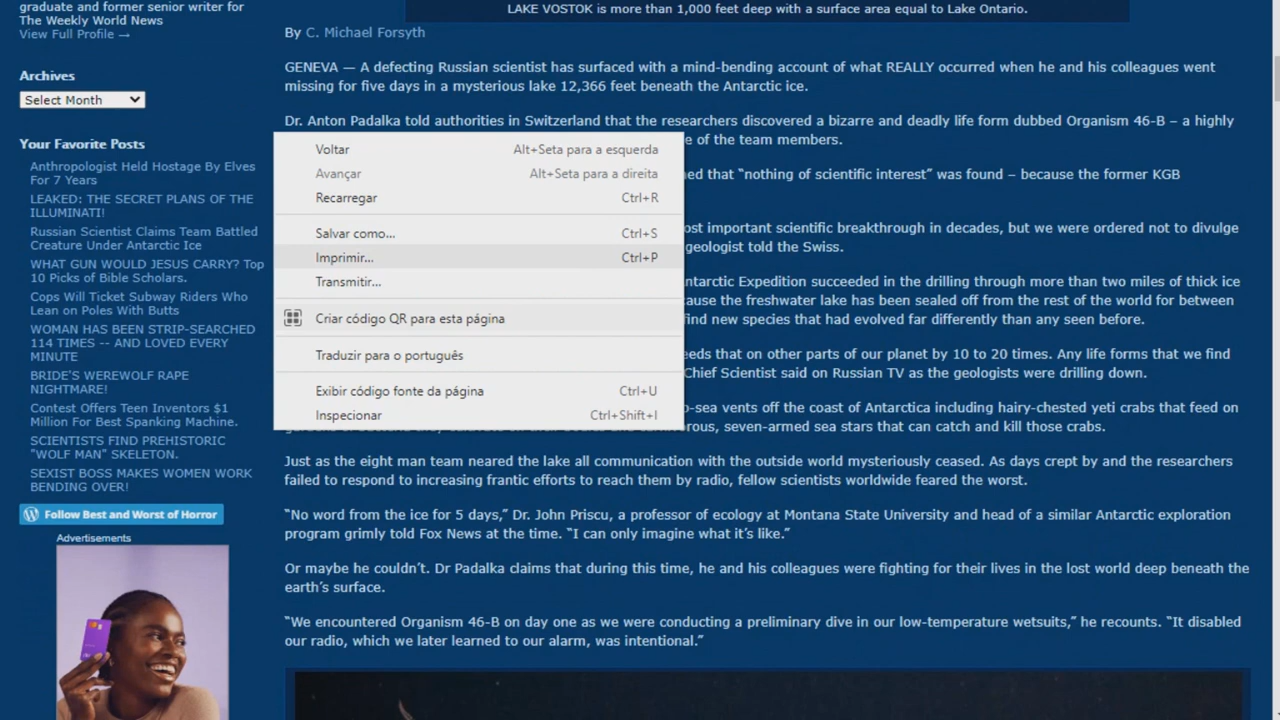 graduate and former senior writer for
The Weekly World News
View Full Profile →
Archives
Select Month
Your Favorite Posts
Anthropologist Held Hostage By Elves
For 7 Years
LEAKED: THE SECRET PLANS OF THE
ILLUMINATI!
Russian Scientist Claims Team Battled
Creature Under Antarctic Ice
WHAT GUN WOULD JESUS CARRY? Top
10 Picks of Bible Scholars.
Cops Will Ticket Subway Riders Who
Lean on Poles With Butts
WOMAN HAS BEEN STRIP-SEARCHED
114 TIMES -- AND LOVED EVERY
MINUTE
BRIDE'S WEREWOLF RAPE
NIGHTMARE!
Contest Offers Teen Inventors $1
Million For Best Spanking Machine.
SCIENTISTS FIND PREHISTORIC
"WOLF MAN" SKELETON.
SEXIST BOSS MAKES WOMEN WORK
BENDING OVER!
Follow Best and Worst of Horror
Advertisements
LAKE VOSTOK is more than 1,000 feet deep with a surface area equal to Lake Ontario.
By C. Michael Forsyth
GENEVA — A defecting Russian scientist has surfaced with a mind-bending account of what REALLY occurred when he and his colleagues went
missing for five days in a mysterious lake 12,366 feet beneath the Antarctic ice.
Dr. Anton Padalka told authorities in Switzerland that the researchers discovered a bizarre and deadly life form dubbed Organism 46-B – a highly
e of the team members.
ed that “nothing of scientific interest” was found – because the former KGB
ost important scientific breakthrough in decades, but we were ordered not to divulge
geologist told the Swiss.
ntarctic Expedition succeeded in the drilling through more than two miles of thick ice
ause the freshwater lake has been sealed off from the rest of the world for between
find new species that had evolved far differently than any seen before.
eeds that on other parts of our planet by 10 to 20 times. Any life forms that we find
Chief Scientist said on Russian TV as the geologists were drilling down.
p-sea vents off the coast of Antarctica including hairy-chested yeti crabs that feed on
rous, seven-armed sea stars that can catch and kill those crabs.
Just as the eight man team neared the lake all communication with the outside world mysteriously ceased. As days crept by and the researchers
failed to respond to increasing frantic efforts to reach them by radio, fellow scientists worldwide feared the worst.
“No word from the ice for 5 days,” Dr. John Priscu, a professor of ecology at Montana State University and head of a similar Antarctic exploration
program grimly told Fox News at the time. “I can only imagine what it’s like.”
Or maybe he couldn’t. Dr Padalka claims that during this time, he and his colleagues were fighting for their lives in the lost world deep beneath the
earth’s surface.
“We encountered Organism 46-B on day one as we were conducting a preliminary dive in our low-temperature wetsuits,” he recounts. “It disabled
our radio, which we later learned to our alarm, was intentional.”
Voltar Alt+Seta para a esquerda
Avançar Alt+Seta para a direita
Recarregar Ctrl+R
Salvar como... Ctrl+S
Imprimir... Ctrl+P
Transmitir...
Criar código QR para esta página
Traduzir para o português
Exibir código fonte da página Ctrl+U
Inspecionar Ctrl+Shift+I